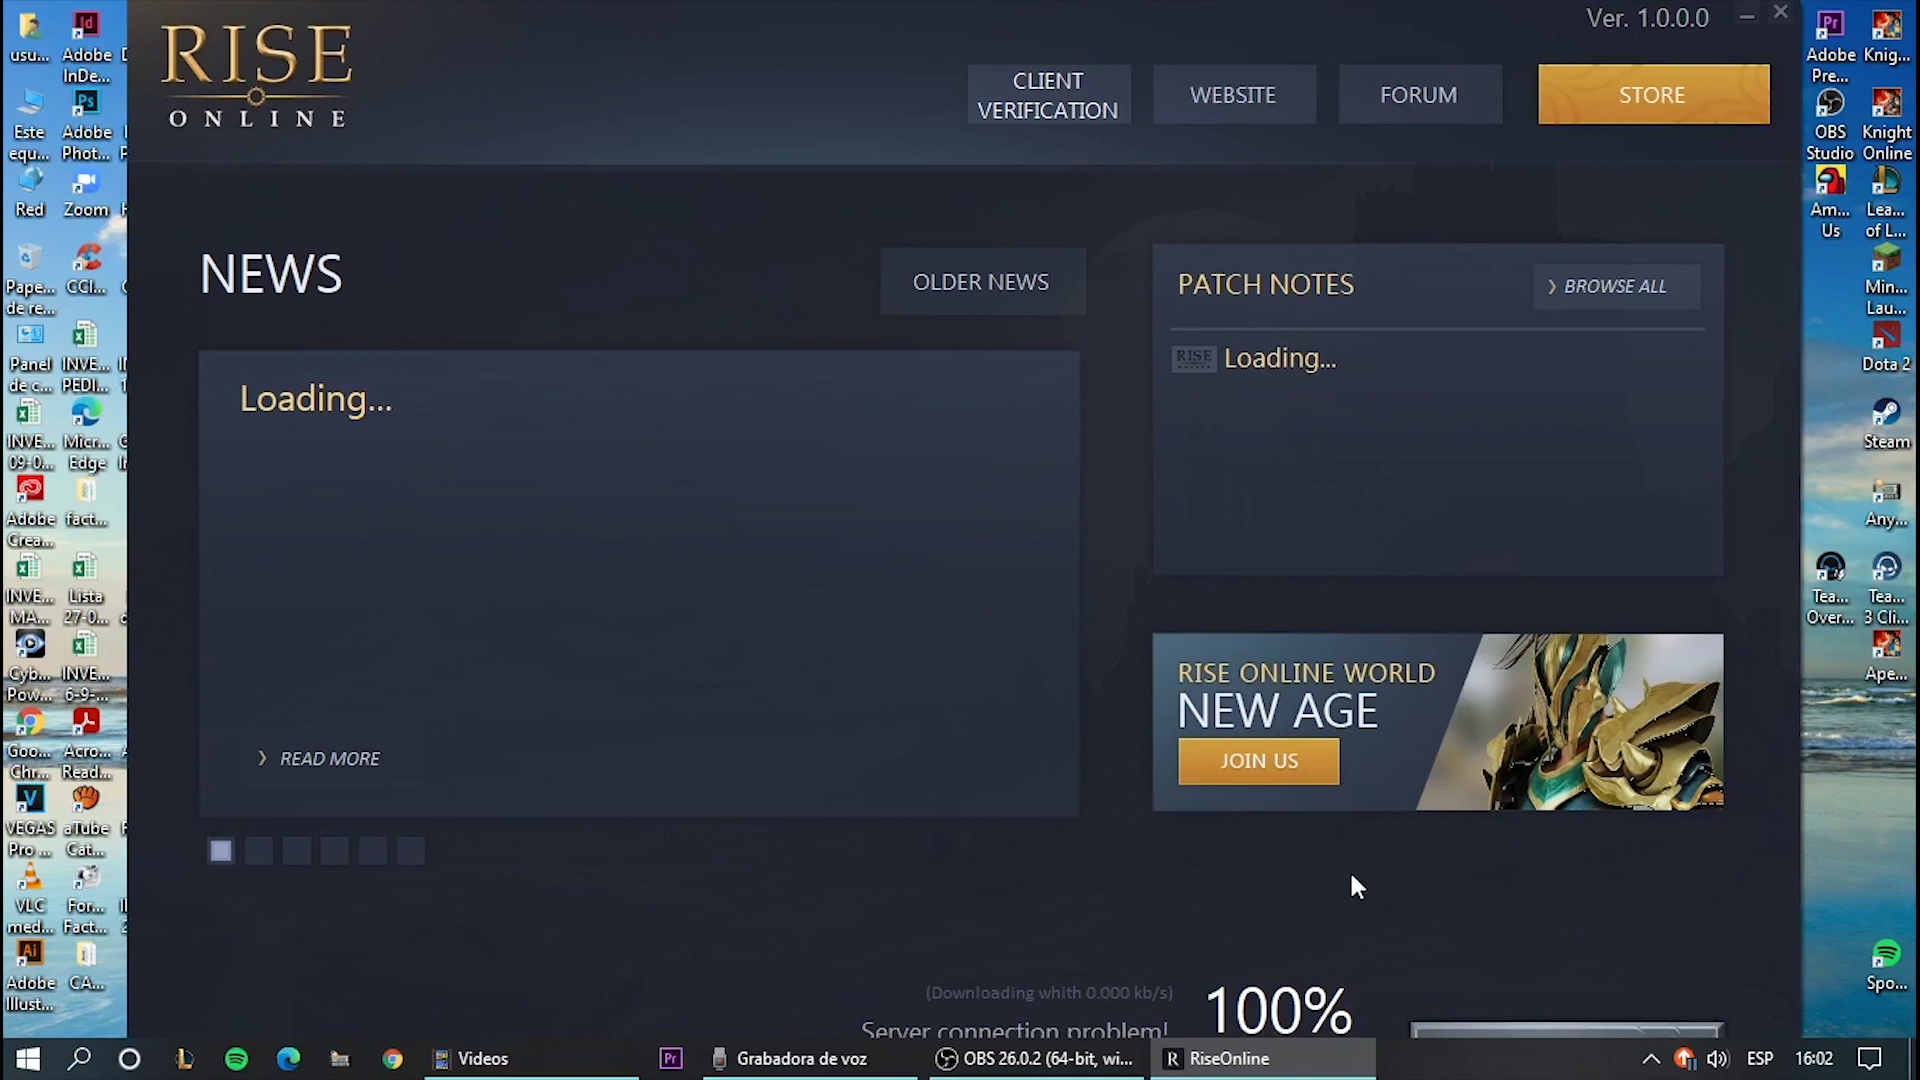 usu...
Adobe
InDe...
Este
equ...
Adobe
Phot...
Red
Zoom
Pape...
de re...
CCl...
Panel
de c...
INVE...
PEDI...
INVE...
09-0...
Micr...
Edge
Adobe
Crea...
fact...
INVE...
MA...
Lista
27-0...
Cyb...
Pow...
INVE...
6-9-...
Goo...
Chr...
Acro...
Read...
VEGAS
Pro ...
aTube
Cat...
VLC
med...
For...
Fact...
Adobe
Illust...
CA...
RISE
ONLINE
Ver. 1.0.0.0
CLIENT
VERIFICATION
WEBSITE
FORUM
STORE
NEWS
OLDER NEWS
Loading...
❯ READ MORE
PATCH NOTES
❯ BROWSE ALL
RISE
Loading...
RISE ONLINE WORLD
NEW AGE
JOIN US
(Downloading whith 0.000 kb/s)
Server connection problem!
100%
Adobe
Pre...
Knig...
OBS
Studio
Knight
Online
Am...
Us
Lea...
of L...
Min...
Lau...
Dota 2
Steam
Any...
Tea...
Over...
Tea...
3 Cli...
Ape...
Spo...
Videos
Pr
Grabadora de voz
OBS 26.0.2 (64-bit, wi...
R RiseOnline
ESP
16:02